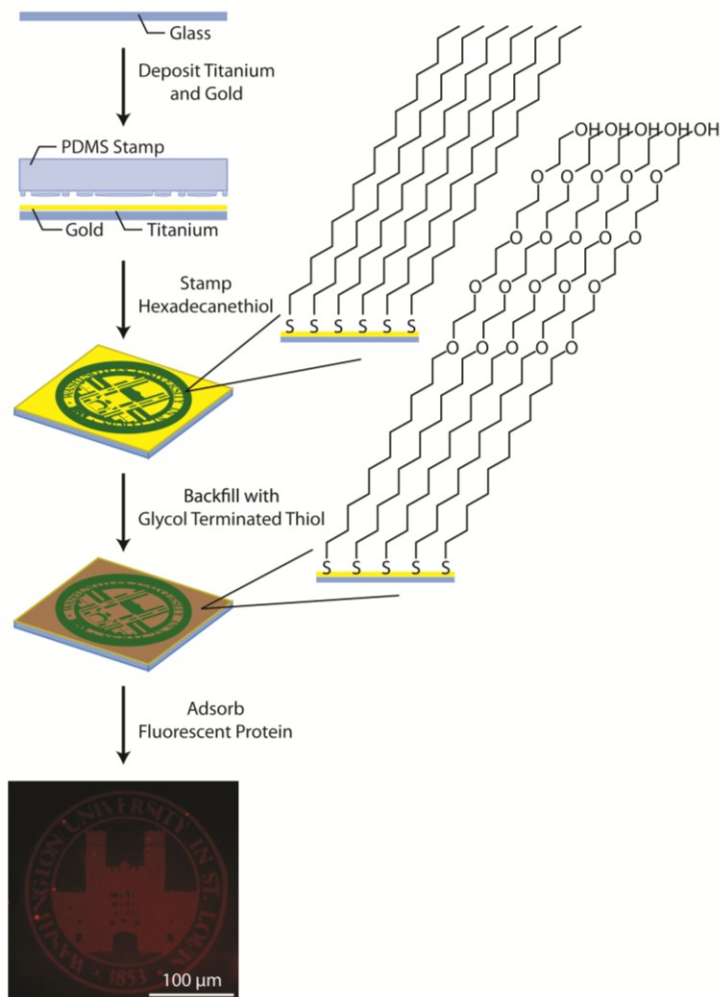 Glass
Deposit Titanium
and Gold
PDMS Stamp
Gold
Titanium
Stamp
Hexadecanethiol
S S S S S S
OH OH OH OH OH
O O O O O
O O O O O
O O O O O
O O O O O
Backfill with
Glycol Terminated Thiol
S S S S S
Adsorb
Fluorescent Protein
WASHINGTON UNIVERSITY IN ST. LOUIS
· 1853 ·
100 μm